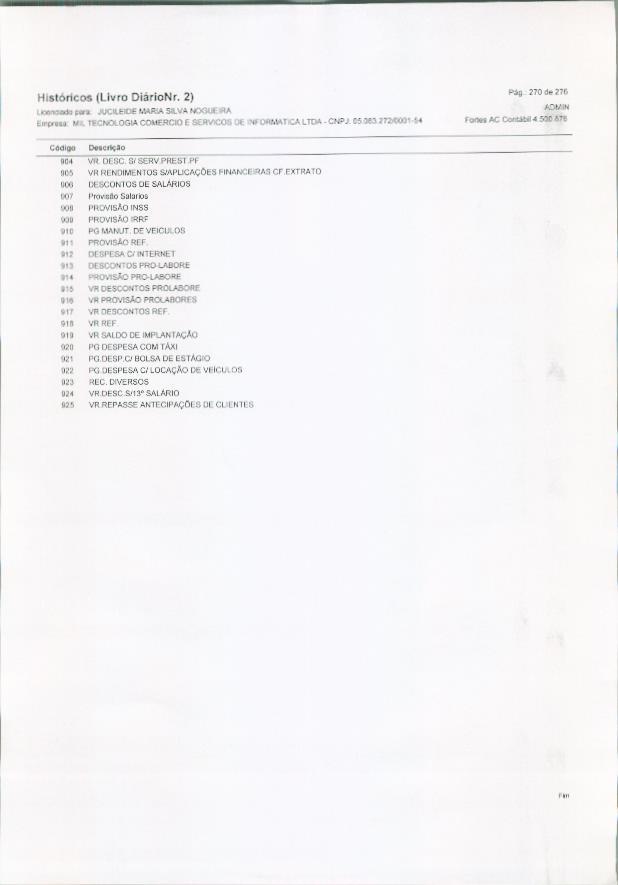 Históricos (Livro DiárioNr. 2)
Pág.: 270 de 276
Licenciado para: JUCILEIDE MARIA SILVA NOGUEIRA
ADMIN
Empresa: MIL TECNOLOGIA COMERCIO E SERVICOS DE INFORMATICA LTDA - CNPJ: 05.063.272/0001-54
Fortes AC Contábil 4.500.876
Código Descrição
904 VR. DESC. S/ SERV.PREST.PF
905 VR RENDIMENTOS S/APLICAÇÕES FINANCEIRAS CF.EXTRATO
906 DESCONTOS DE SALÁRIOS
907 Provisão Salarios
908 PROVISÃO INSS
909 PROVISÃO IRRF
910 PG MANUT. DE VEICULOS
911 PROVISÃO REF.
912 DESPESA C/ INTERNET
913 DESCONTOS PRO-LABORE
914 PROVISÃO PRO-LABORE
915 VR DESCONTOS PROLABORE
916 VR PROVISÃO PROLABORES
917 VR DESCONTOS REF.
918 VR REF.
919 VR SALDO DE IMPLANTAÇÃO
920 PG DESPESA COM TÁXI
921 PG.DESP.C/ BOLSA DE ESTÁGIO
922 PG.DESPESA C/ LOCAÇÃO DE VEÍCULOS
923 REC. DIVERSOS
924 VR.DESC.S/13º SALÁRIO
925 VR.REPASSE ANTECIPAÇÕES DE CLIENTES
Fim